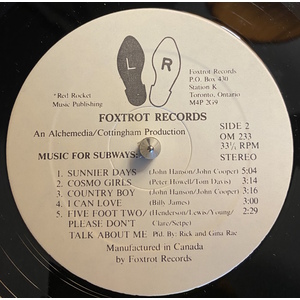 L R
Foxtrot Records
P.O. Box 430
Station K
Toronto, Ontario
M4P 2G9
*Red Rocket
Music Publishing
FOXTROT RECORDS
An Alchemedia/Cottingham Production
SIDE 2
OM 233
33⅓ RPM
STEREO
MUSIC FOR SUBWAYS:
1. SUNNIER DAYS (John Hanson/John Cooper) 5:04
2. COSMO GIRLS (Peter Howell/Tom Davis) 3:14
3. COUNTRY BOY (John Hanson/John Cooper) 3:16
4. I CAN LOVE (Billy James) 3:00
5. FIVE FOOT TWO/ (Henderson/Lewis/Young/ 2:29
PLEASE DON'T Clare/Setper)
TALK ABOUT ME Pfd. By: Rick and Gina Rae
Manufactured in Canada
by Foxtrot Records